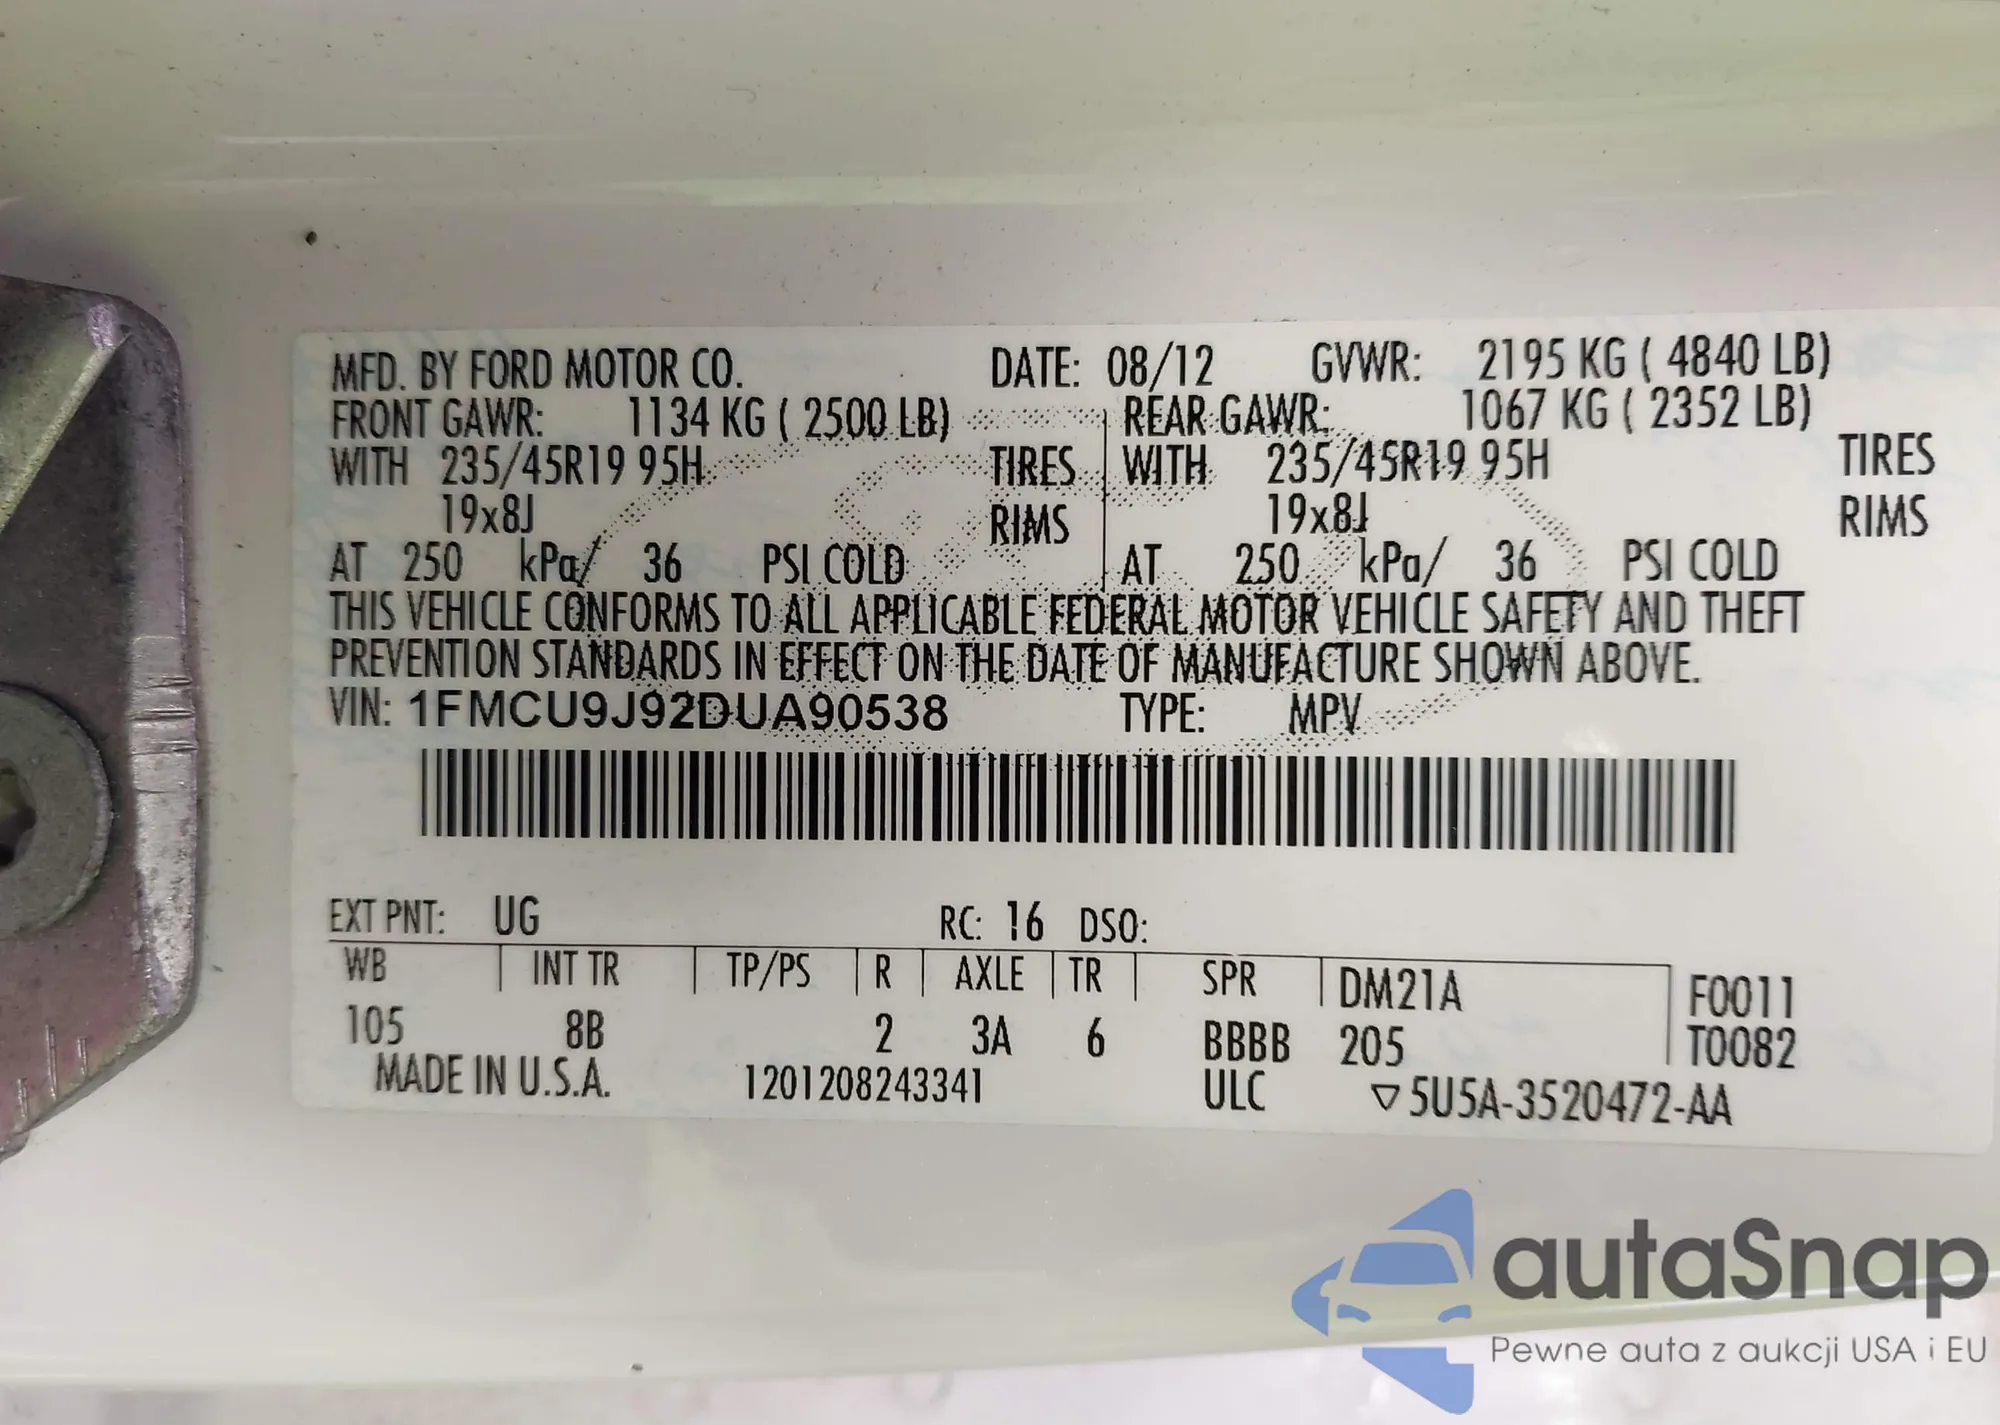 MFD. BY FORD MOTOR CO. DATE: 08/12 GVWR: 2195 KG ( 4840 LB)
FRONT GAWR: 1134 KG ( 2500 LB) REAR GAWR: 1067 KG ( 2352 LB)
WITH 235/45R19 95H TIRES WITH 235/45R19 95H TIRES
19x8J RIMS 19x8J RIMS
AT 250 kPa/ 36 PSI COLD AT 250 kPa/ 36 PSI COLD
THIS VEHICLE CONFORMS TO ALL APPLICABLE FEDERAL MOTOR VEHICLE SAFETY AND THEFT
PREVENTION STANDARDS IN EFFECT ON THE DATE OF MANUFACTURE SHOWN ABOVE.
VIN: 1FMCU9J92DUA90538 TYPE: MPV
EXT PNT: UG RC: 16 DSO:
WB INT TR TP/PS R AXLE TR SPR DM21A F0011
105 8B 2 3A 6 BBBB 205 T0082
MADE IN U.S.A. 1201208243341 ULC ▽5U5A-3520472-AA
autaSnap
Pewne auta z aukcji USA i EU